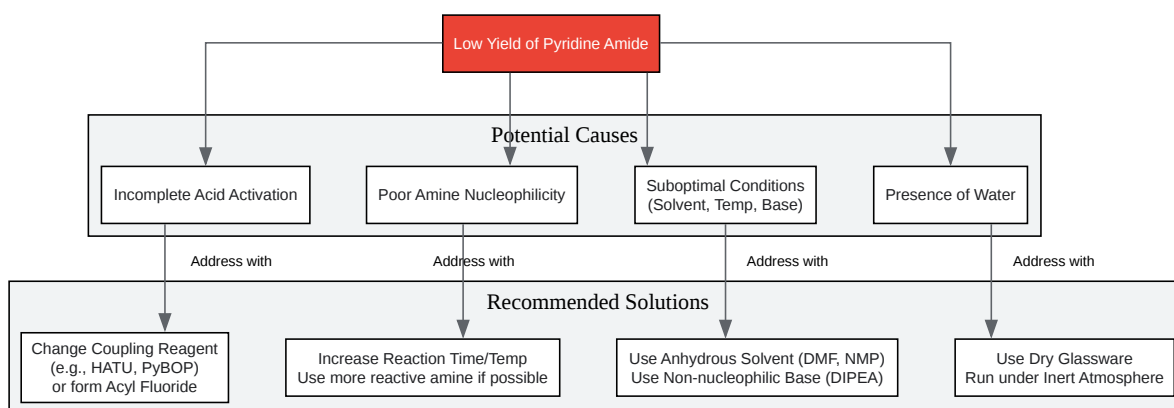 Low Yield of Pyridine Amide
Potential Causes
Incomplete Acid Activation
Poor Amine Nucleophilicity
Suboptimal Conditions
(Solvent, Temp, Base)
Presence of Water
Address with
Address with
Address with
Address with
Recommended Solutions
Change Coupling Reagent
(e.g., HATU, PyBOP)
or form Acyl Fluoride
Increase Reaction Time/Temp
Use more reactive amine if possible
Use Anhydrous Solvent (DMF, NMP)
Use Non-nucleophilic Base (DIPEA)
Use Dry Glassware
Run under Inert Atmosphere